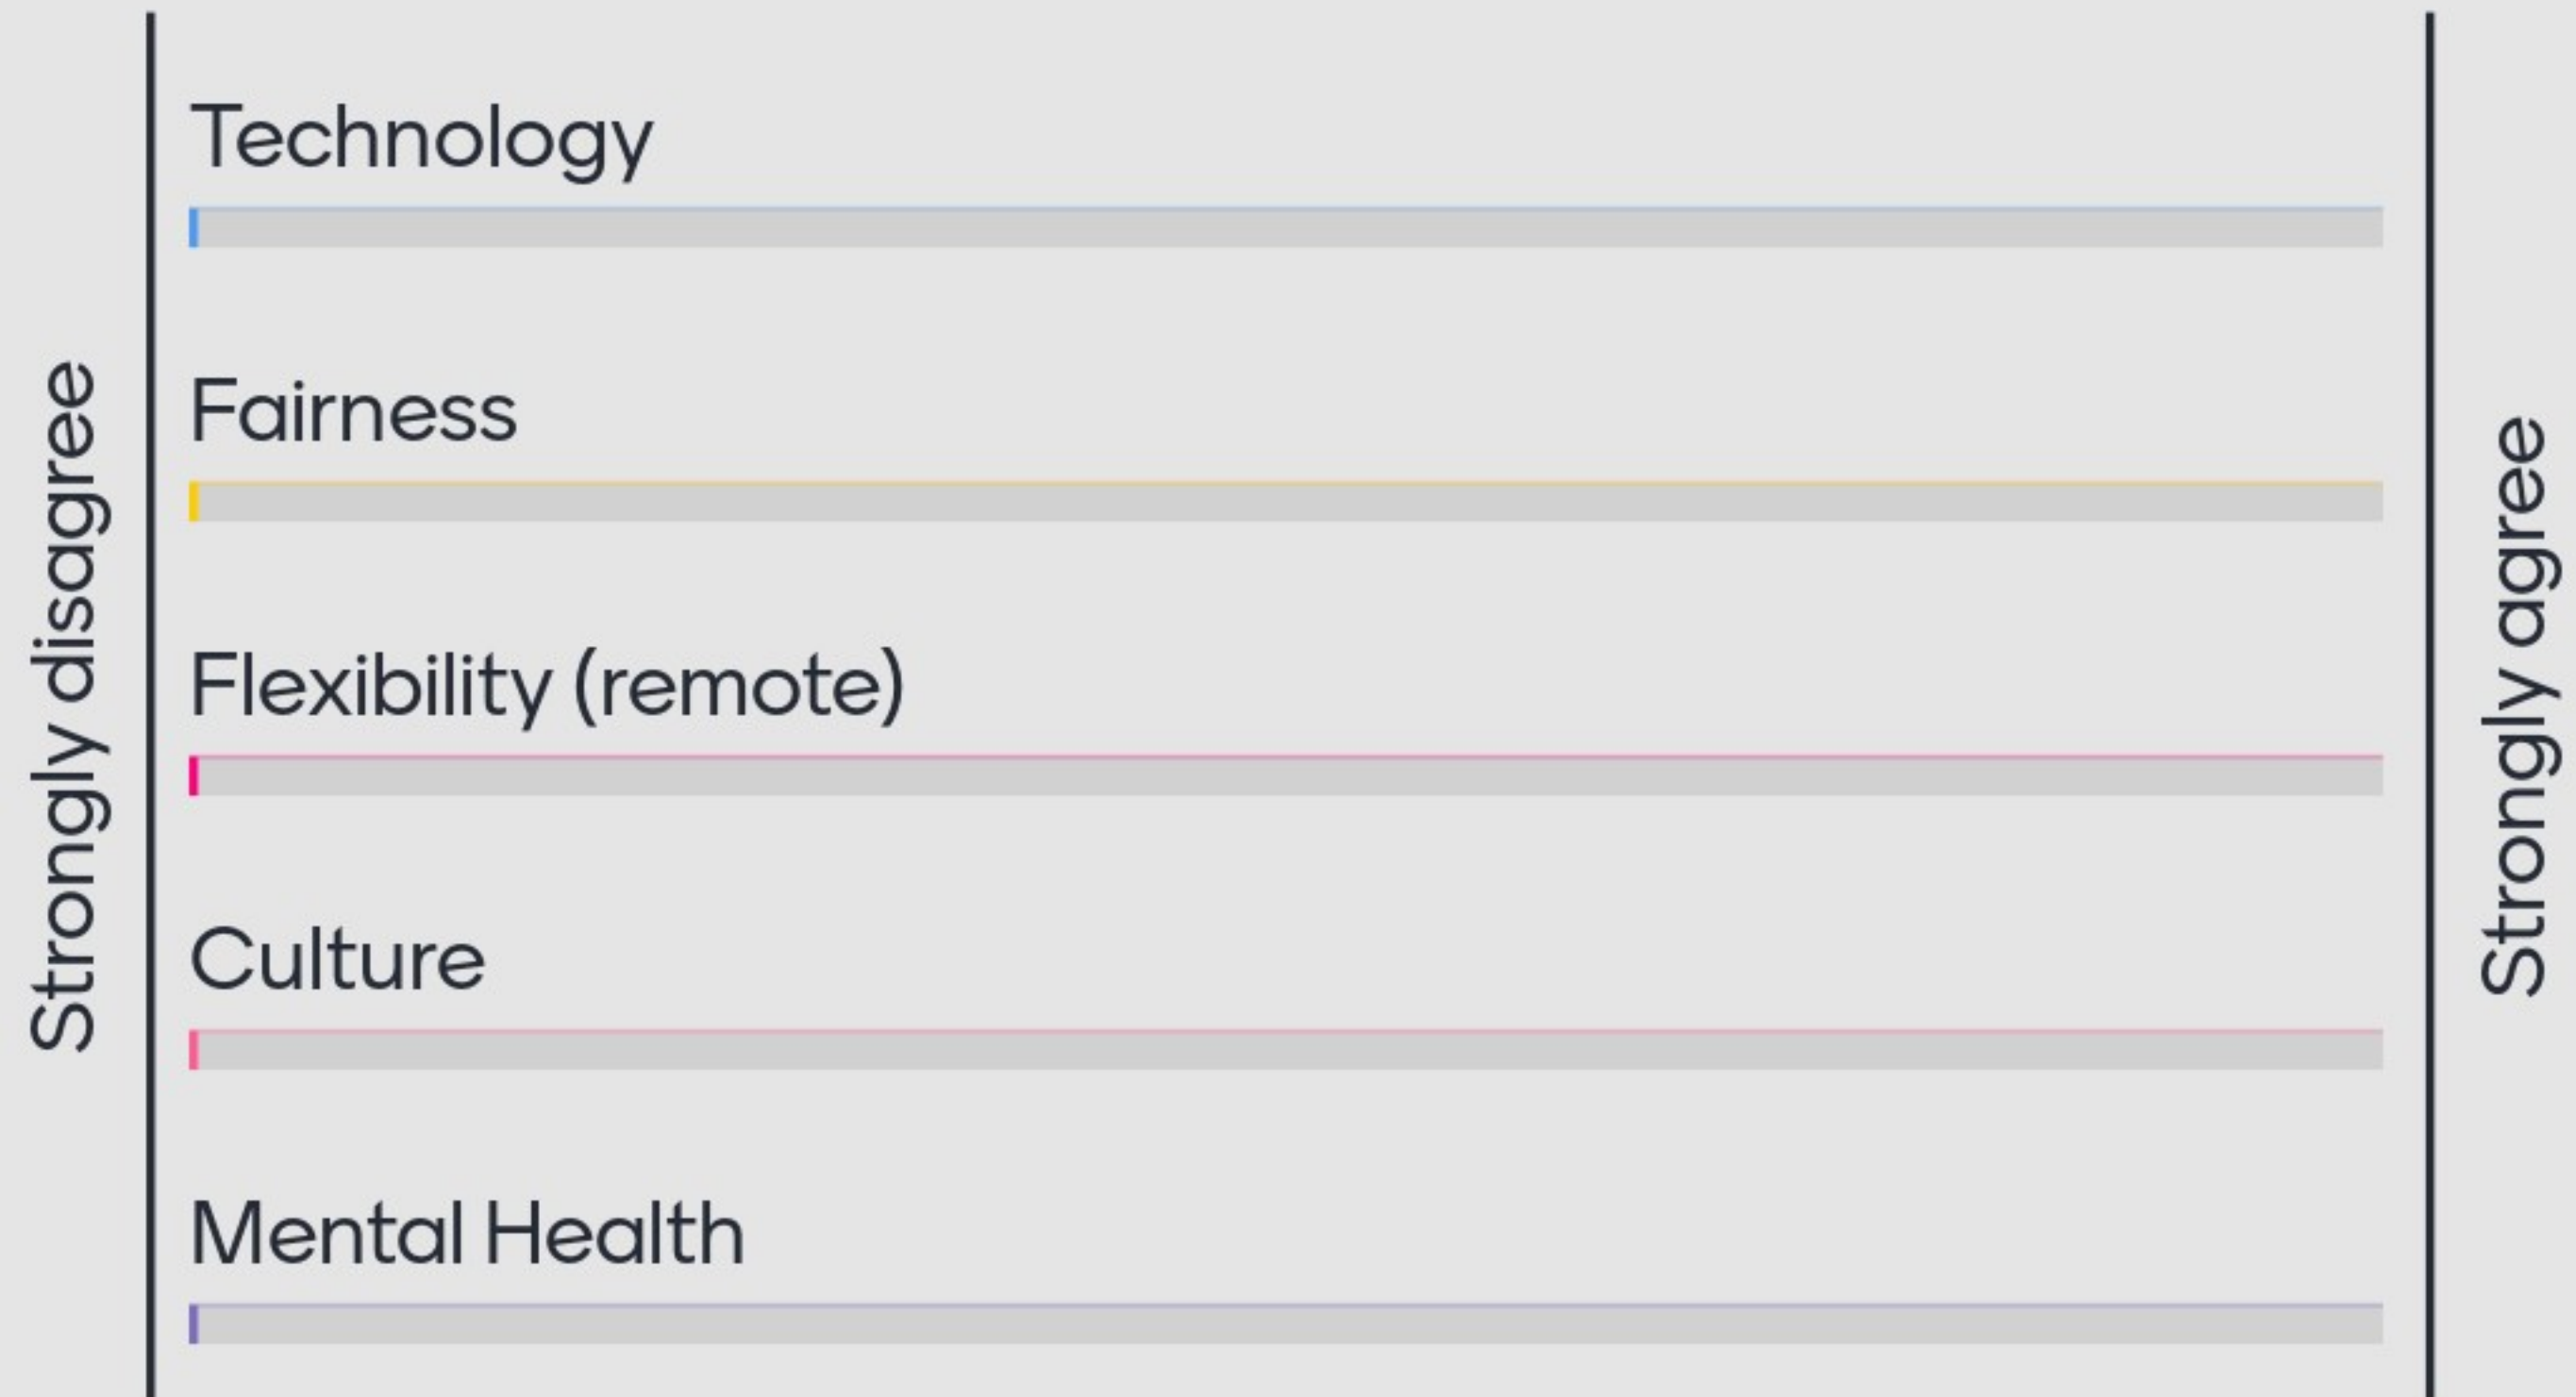 Strongly disagree
Technology
Fairness
Flexibility (remote)
Culture
Mental Health
Strongly agree